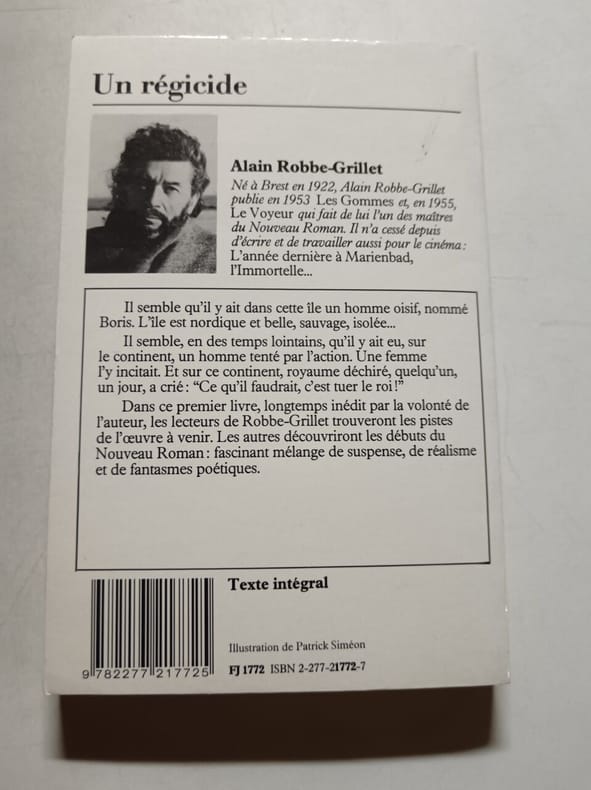 Un régicide
Alain Robbe-Grillet
Né à Brest en 1922, Alain Robbe-Grillet
publie en 1953 Les Gommes et, en 1955,
Le Voyeur qui fait de lui l'un des maîtres
du Nouveau Roman. Il n'a cessé depuis
d'écrire et de travailler aussi pour le cinéma :
L'année dernière à Marienbad,
l'Immortelle...
Il semble qu'il y ait dans cette île un homme oisif, nommé
Boris. L'île est nordique et belle, sauvage, isolée...
Il semble, en des temps lointains, qu'il y ait eu, sur
le continent, un homme tenté par l'action. Une femme
l'y incitait. Et sur ce continent, royaume déchiré, quelqu'un,
un jour, a crié : “Ce qu'il faudrait, c'est tuer le roi !”
Dans ce premier livre, longtemps inédit par la volonté de
l'auteur, les lecteurs de Robbe-Grillet trouveront les pistes
de l'œuvre à venir. Les autres découvriront les débuts du
Nouveau Roman : fascinant mélange de suspense, de réalisme
et de fantasmes poétiques.
Texte intégral
Illustration de Patrick Siméon
9 782277 217725
FJ 1772 ISBN 2-277-21772-7